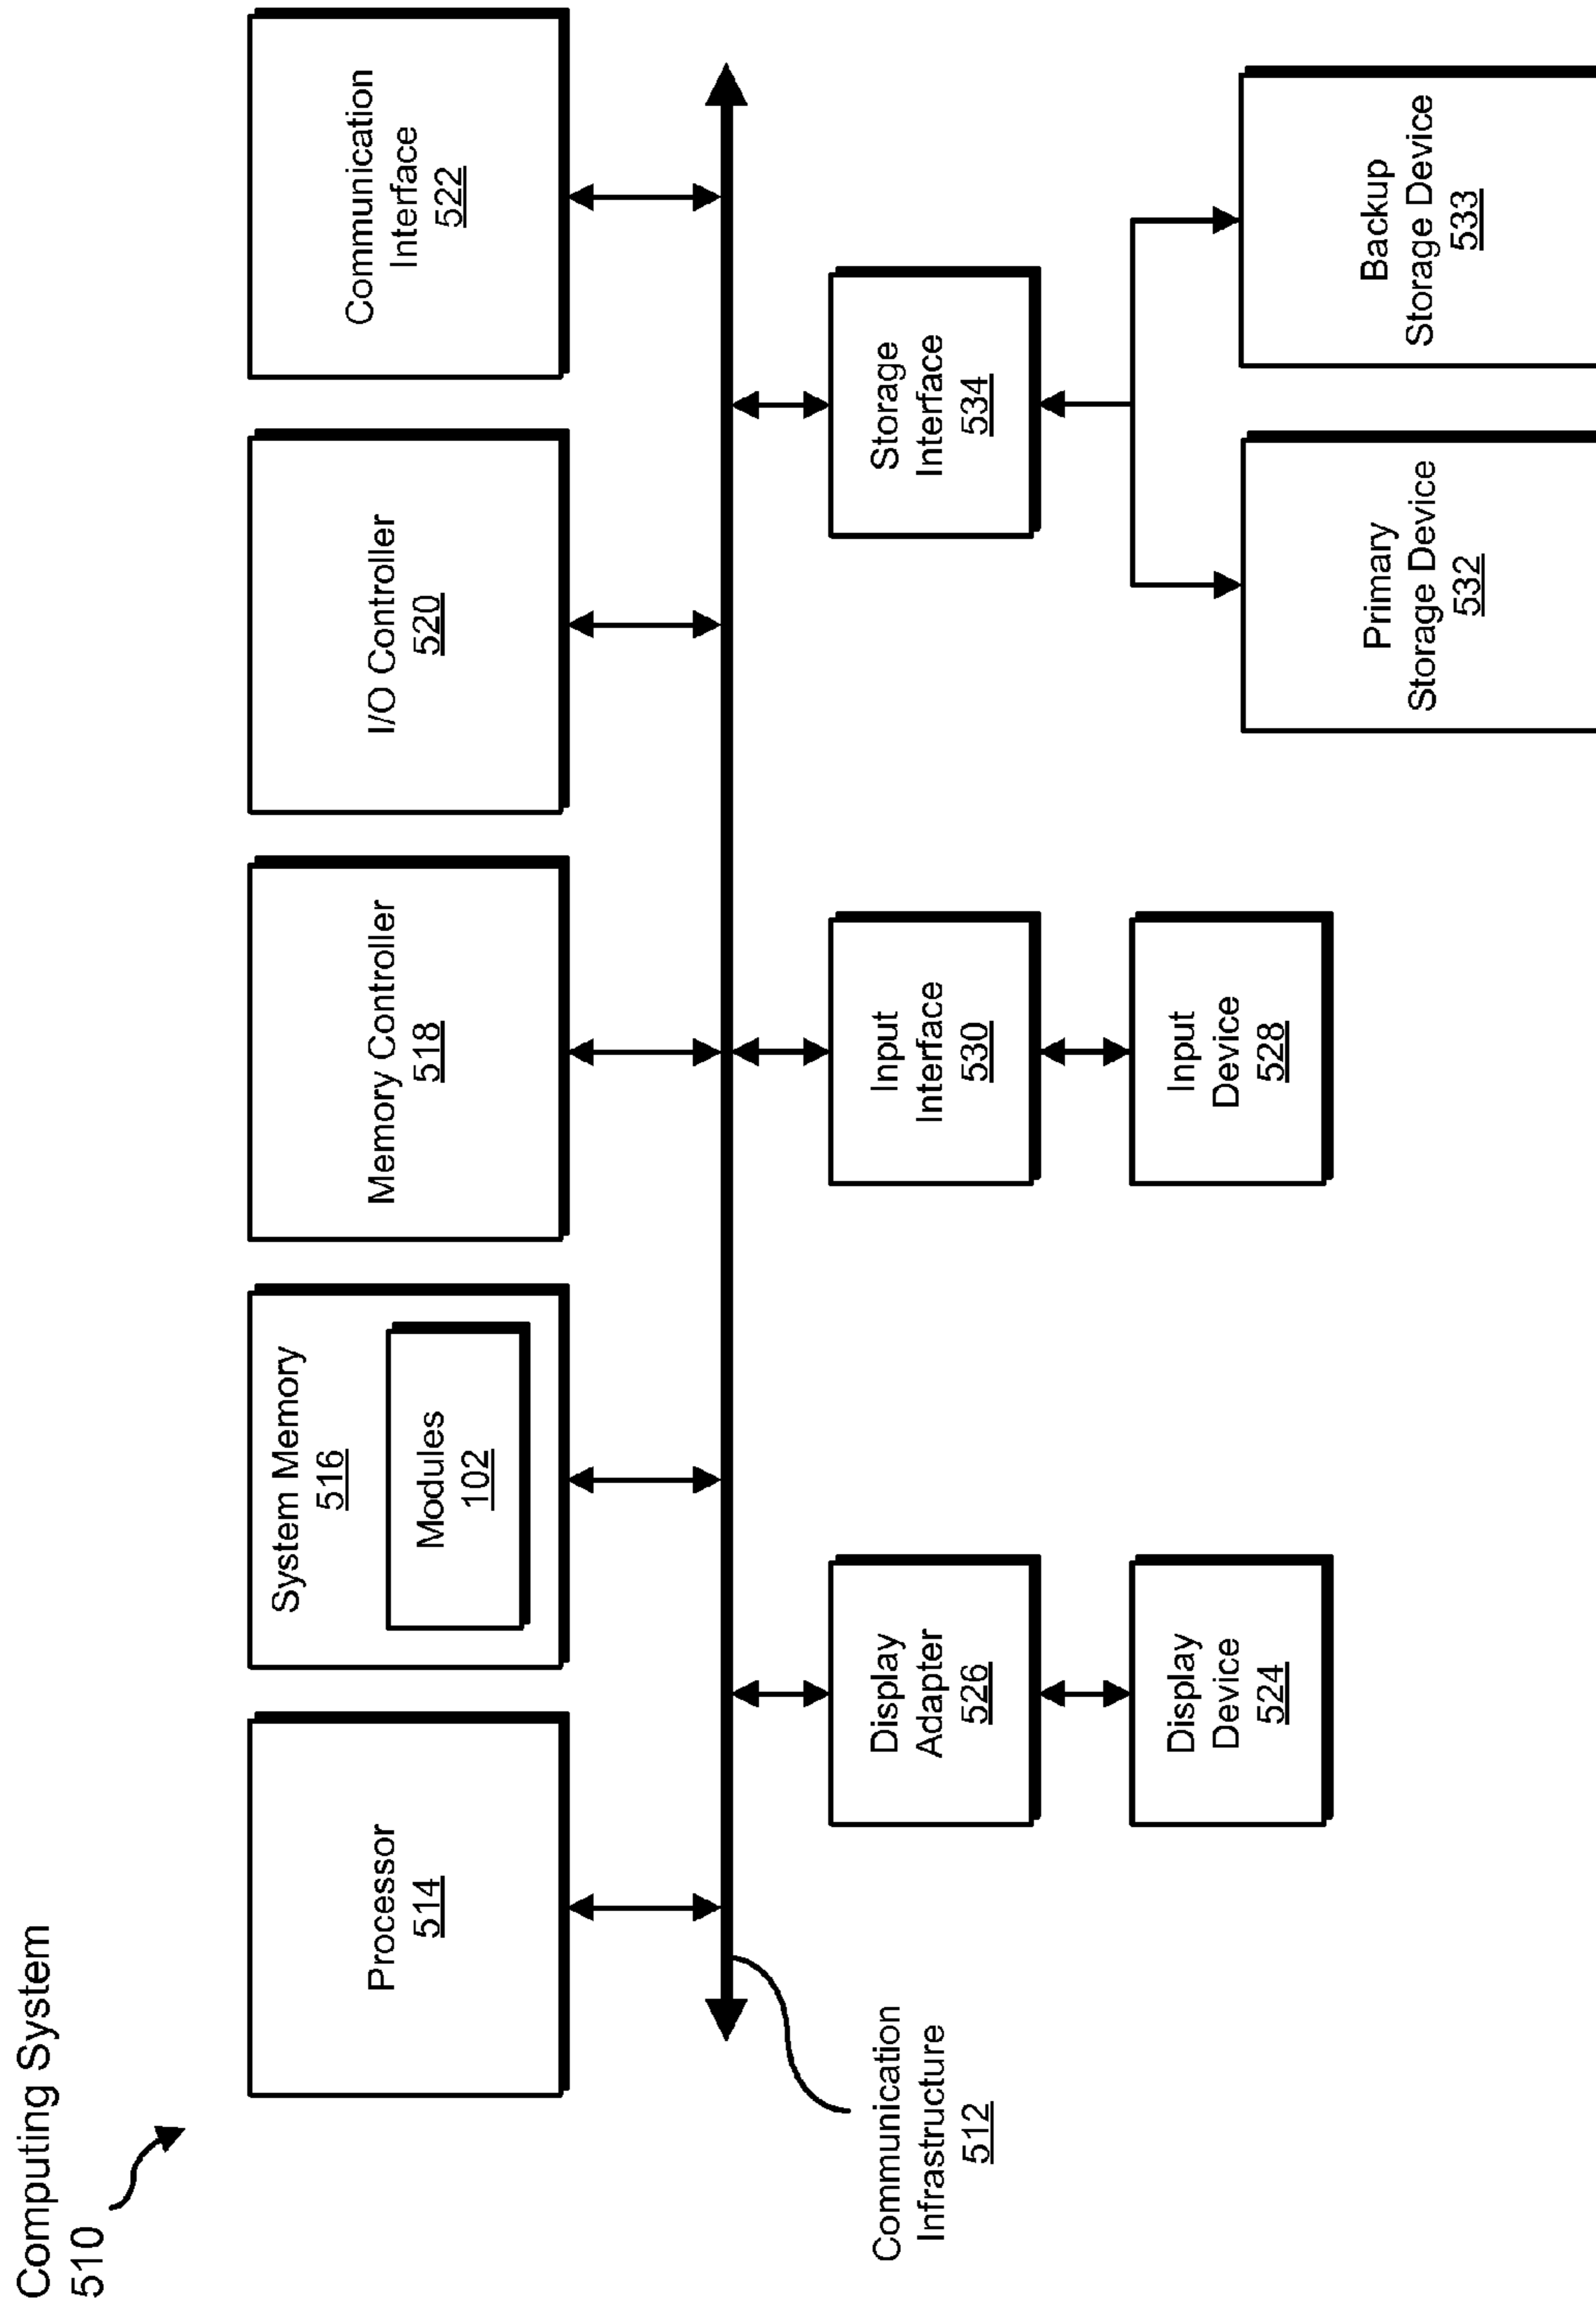 Computing System
510
Processor
514
System Memory
516
Modules
102
Memory Controller
518
I/O Controller
520
Communication
Interface
522
Communication
Infrastructure
512
Display
Adapter
526
Input
Interface
530
Storage
Interface
534
Display
Device
524
Input
Device
528
Primary
Storage Device
532
Backup
Storage Device
533